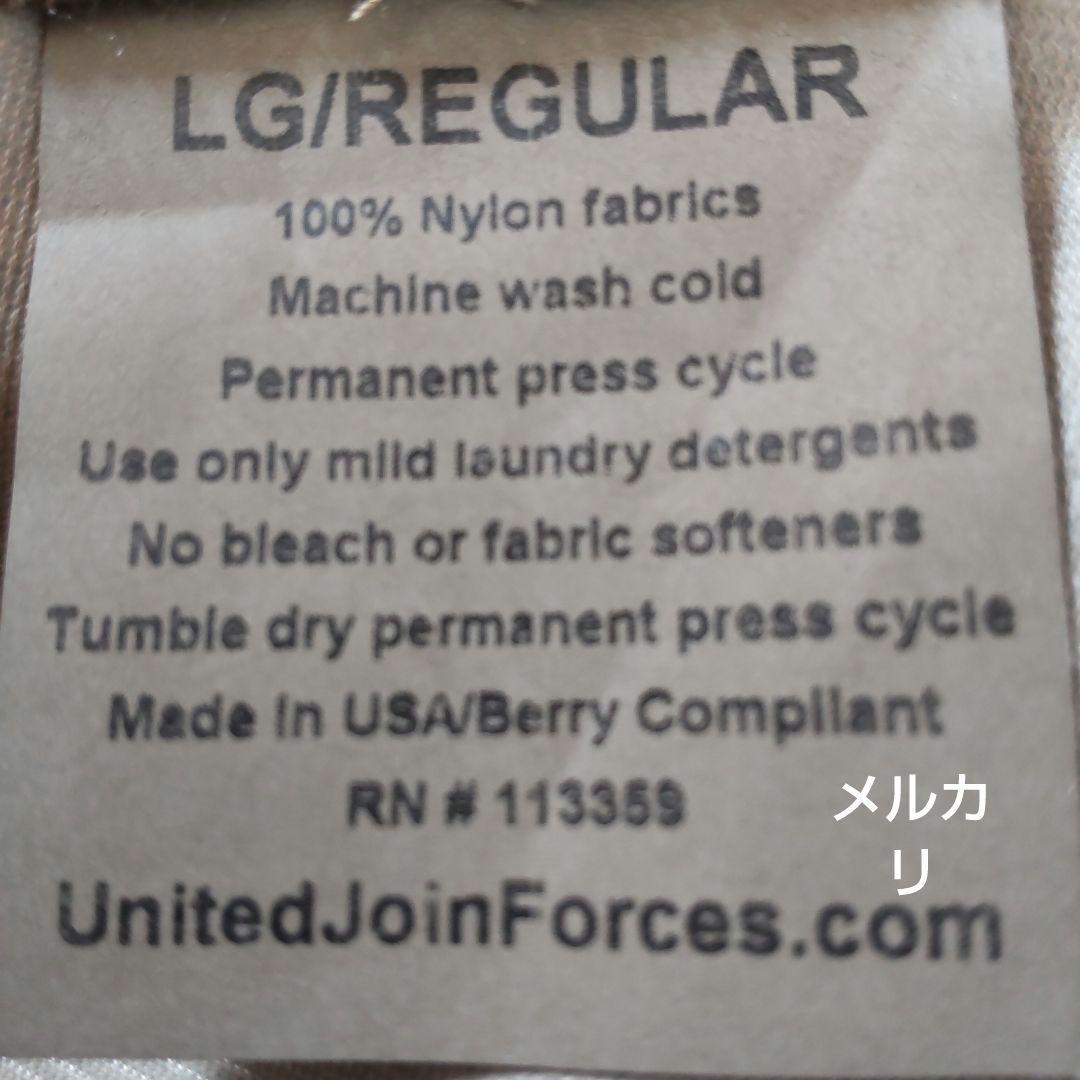 LG/REGULAR
100% Nylon fabrics
Machine wash cold
Permanent press cycle
Use only mild laundry detergents
No bleach or fabric softeners
Tumble dry permanent press cycle
Made in USA/Berry Compliant
RN # 113359
メルカ
リ
UnitedJoinForces.com